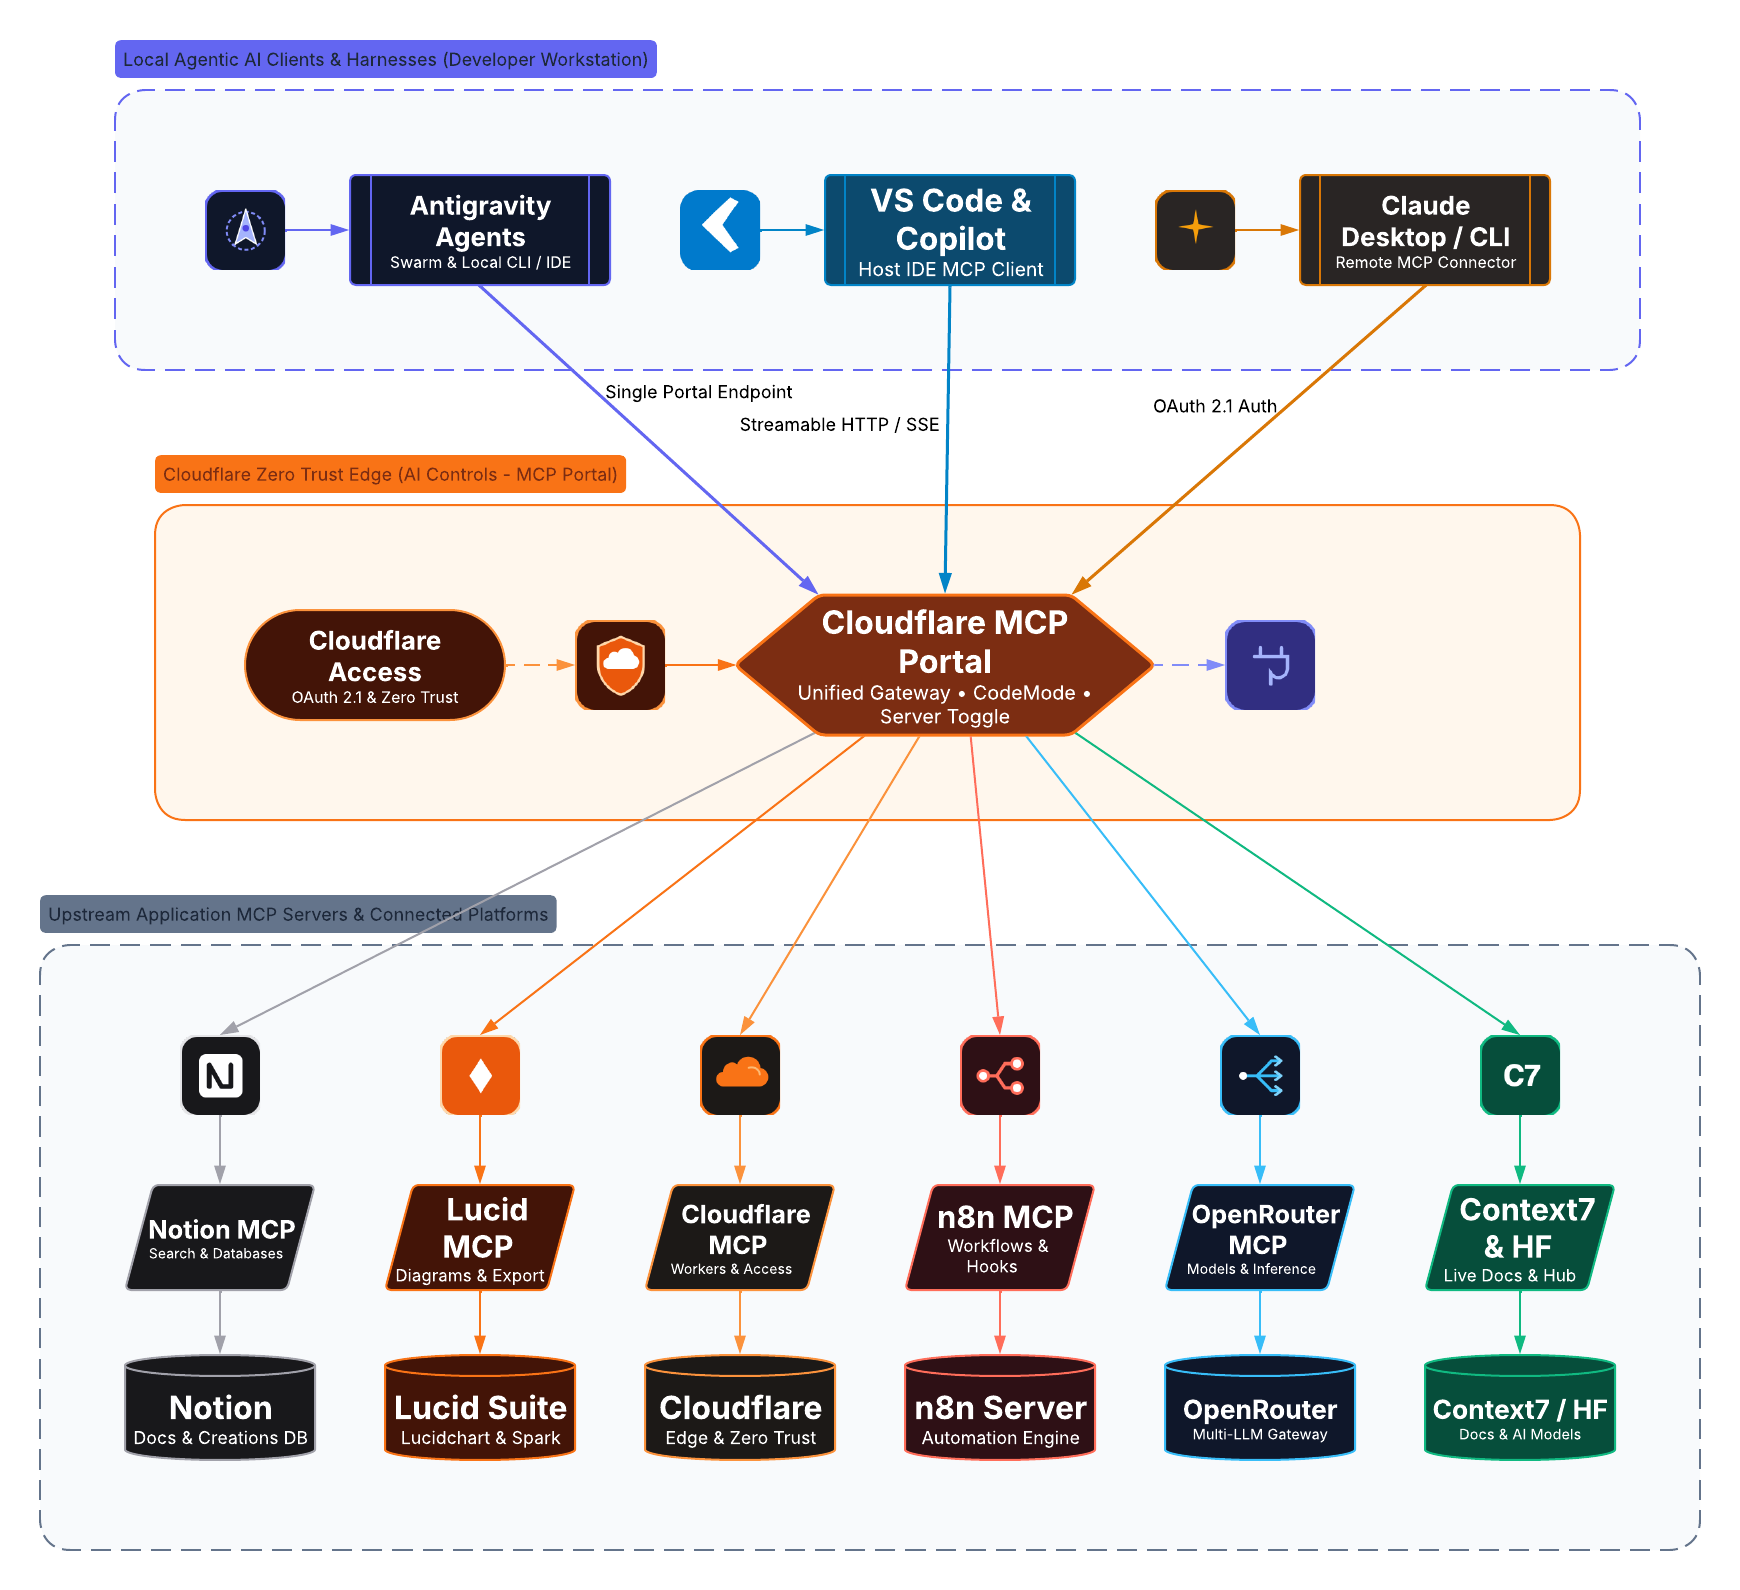 Local Agentic AI Clients & Harnesses (Developer Workstation)
Antigravity
Agents
Swarm & Local CLI / IDE
VS Code &
Copilot
Host IDE MCP Client
Claude
Desktop / CLI
Remote MCP Connector
Single Portal Endpoint
Streamable HTTP / SSE
OAuth 2.1 Auth
Cloudflare Zero Trust Edge (AI Controls - MCP Portal)
Cloudflare
Access
OAuth 2.1 & Zero Trust
Cloudflare MCP
Portal
Unified Gateway • CodeMode •
Server Toggle
Upstream Application MCP Servers & Connected Platforms
N
C7
Notion MCP
Search & Databases
Lucid
MCP
Diagrams & Export
Cloudflare
MCP
Workers & Access
n8n MCP
Workflows &
Hooks
OpenRouter
MCP
Models & Inference
Context7
& HF
Live Docs & Hub
Notion
Docs & Creations DB
Lucid Suite
Lucidchart & Spark
Cloudflare
Edge & Zero Trust
n8n Server
Automation Engine
OpenRouter
Multi-LLM Gateway
Context7 / HF
Docs & AI Models